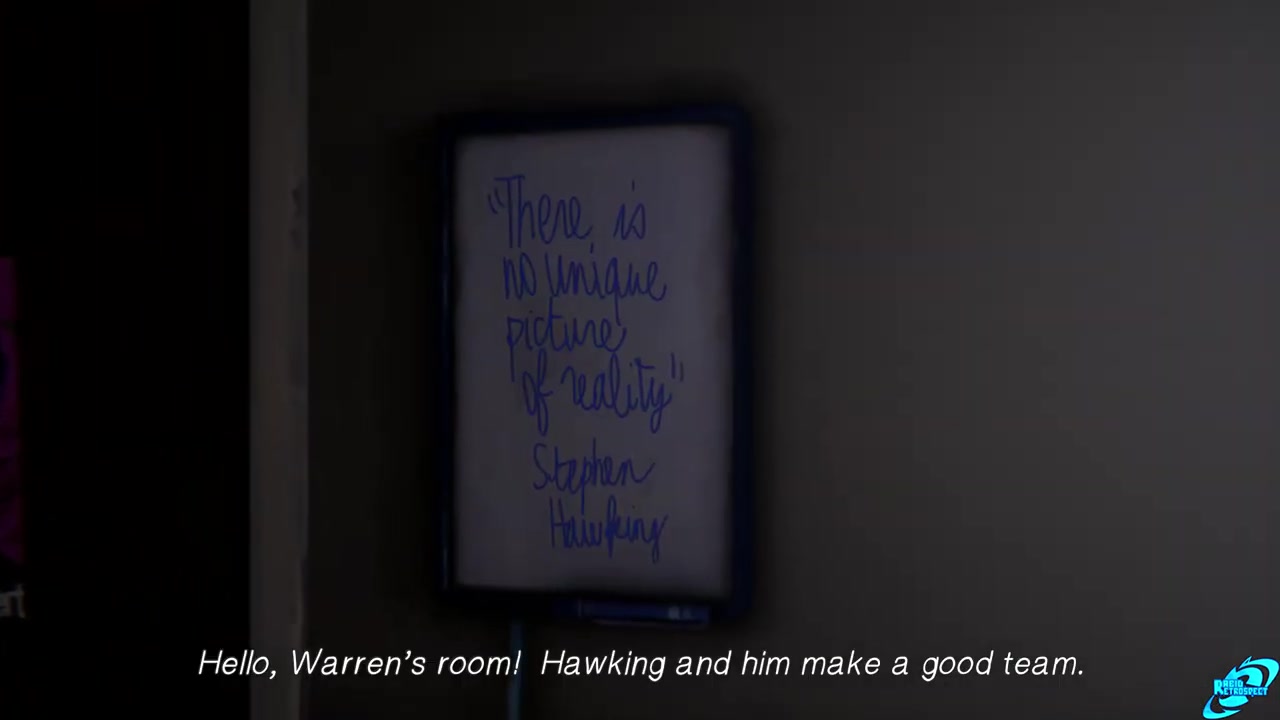 "There is
no unique
picture
of reality"
Stephen
Hawking
Hello, Warren's room!  Hawking and him make a good team.
RETROSPECT